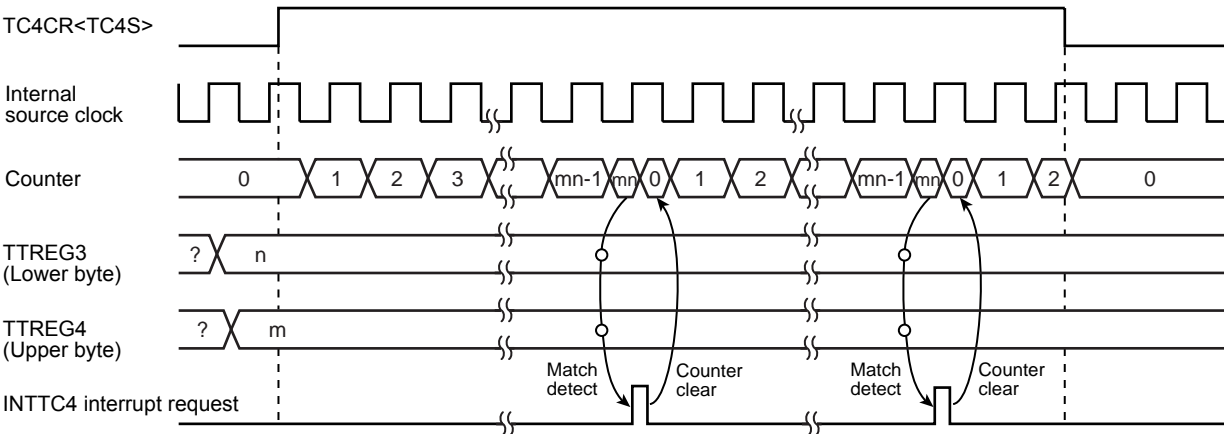 TC4CR<TC4S>
Internal
source clock
Counter
0 1 2 3 mn-1 mn 0 1 2 mn-1 mn 0 1 2 0
TTREG3
(Lower byte)
? n
TTREG4
(Upper byte)
? m
Match
detect
Counter
clear
Match
detect
Counter
clear
INTTC4 interrupt request